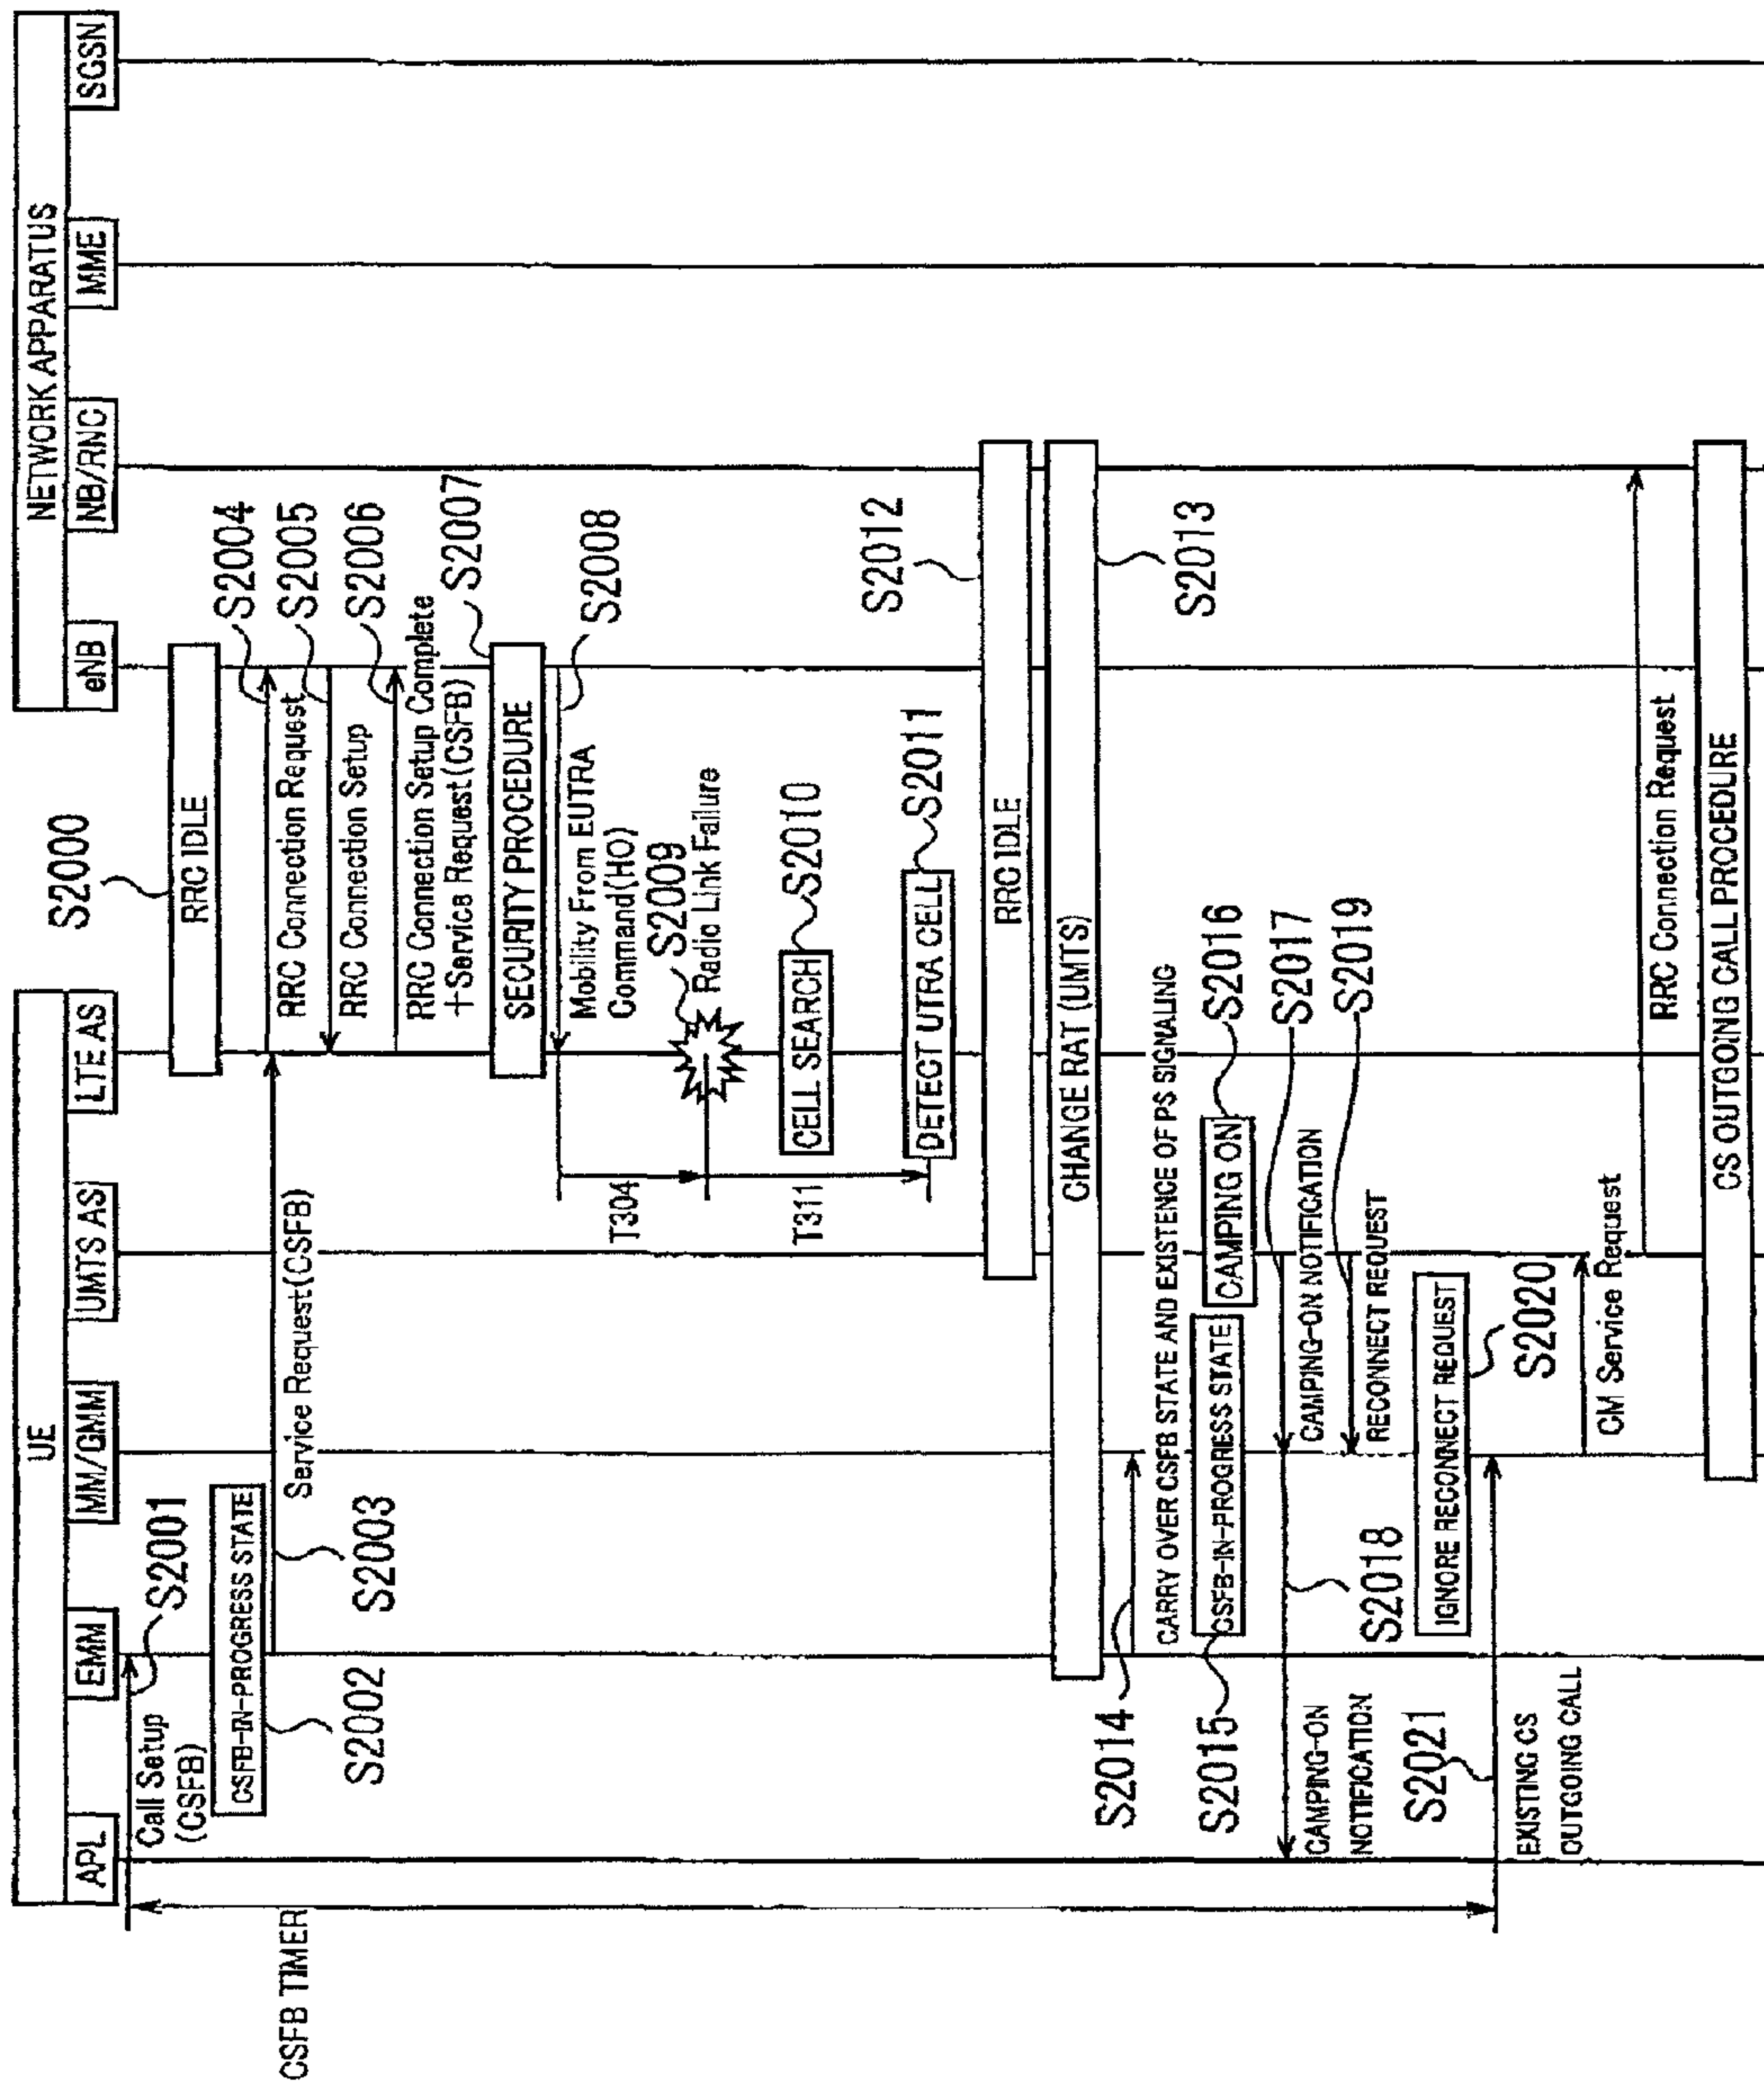 UE
NETWORK APPARATUS
APL
EMM
MM/GMM
UMTS AS
LTE AS
eNB
NB/RNC
MME
SGSN
CSFB TIMER
S2000
RRC IDLE
Call Setup
(CSFB)
S2001
CSFB-IN-PROGRESS STATE
S2002
S2003
Service Request(CSFB)
S2004
RRC Connection Request
S2005
RRC Connection Setup
S2006
RRC Connection Setup Complete
+Service Request(CSFB)
S2007
SECURITY PROCEDURE
S2008
Mobility From EUTRA
Command(HO)
S2009
Radio Link Failure
T304
S2010
CELL SEARCH
T311
S2011
DETECT UTRA CELL
S2012
RRC IDLE
CHANGE RAT (UMTS)
S2013
S2014
CARRY OVER CSFB STATE AND EXISTENCE OF PS SIGNALING
S2015
CSFB-IN-PROGRESS STATE
CAMPING ON
S2016
S2017
CAMPING-ON NOTIFICATION
S2018
CAMPING-ON
NOTIFICATION
S2019
RECONNECT REQUEST
IGNORE RECONNECT REQUEST
S2020
S2021
EXISTING CS
OUTGOING CALL
CM Service Request
RRC Connection Request
CS OUTGOING CALL PROCEDURE